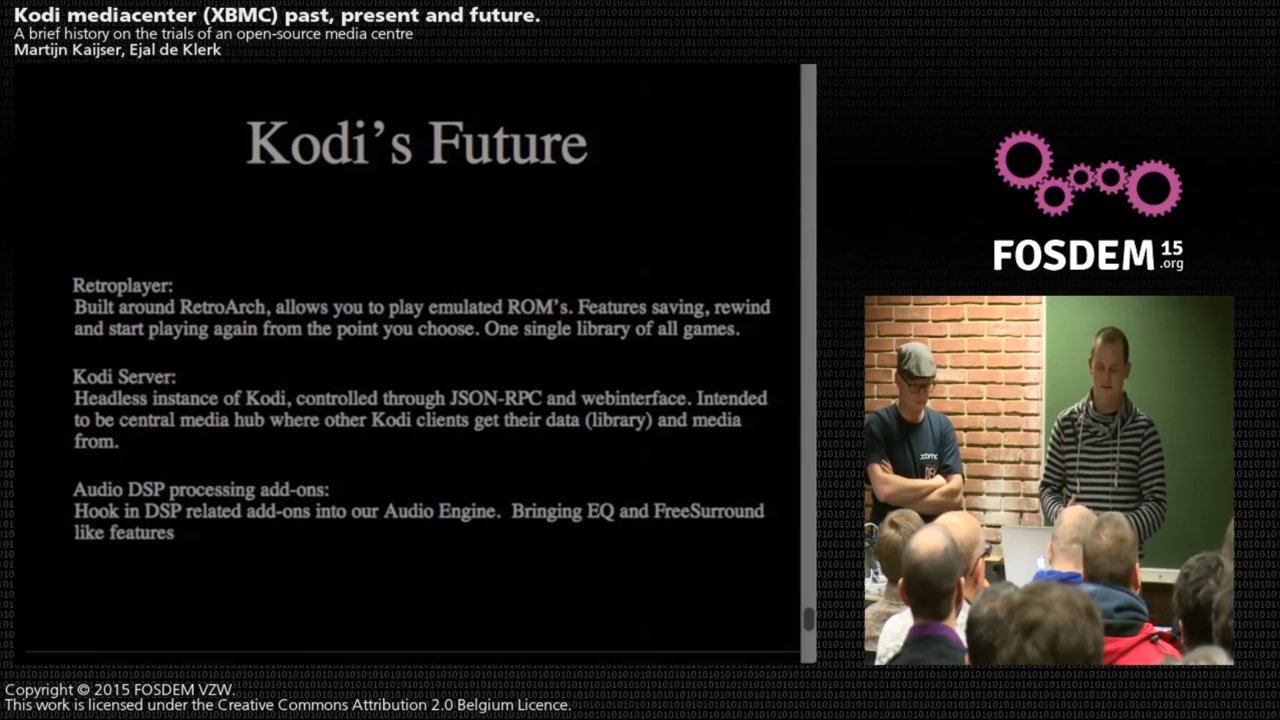 Kodi mediacenter (XBMC) past, present and future.
A brief history on the trials of an open-source media centre
Martijn Kaijser, Ejal de Klerk
Kodi’s Future
Retroplayer:
Built around RetroArch, allows you to play emulated ROM’s. Features saving, rewind
and start playing again from the point you choose. One single library of all games.
Kodi Server:
Headless instance of Kodi, controlled through JSON-RPC and webinterface. Intended
to be central media hub where other Kodi clients get their data (library) and media
from.
Audio DSP processing add-ons:
Hook in DSP related add-ons into our Audio Engine.  Bringing EQ and FreeSurround
like features
FOSDEM 15
.org
xbmc
Copyright © 2015 FOSDEM VZW.
This work is licensed under the Creative Commons Attribution 2.0 Belgium Licence.